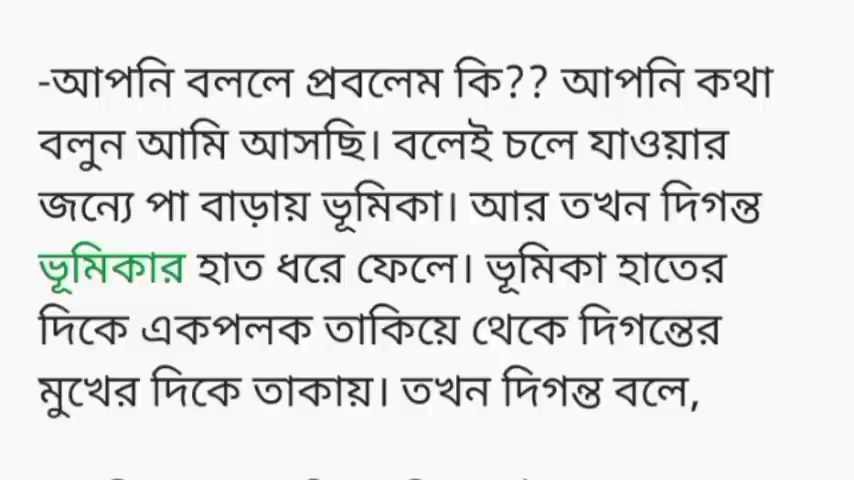 -আপনি বললে প্রবলেম কি?? আপনি কথা
বলুন আমি আসছি। বলেই চলে যাওয়ার
জন্যে পা বাড়ায় ভূমিকা। আর তখন দিগন্ত
ভূমিকার হাত ধরে ফেলে। ভূমিকা হাতের
দিকে একপলক তাকিয়ে থেকে দিগন্তের
মুখের দিকে তাকায়। তখন দিগন্ত বলে,